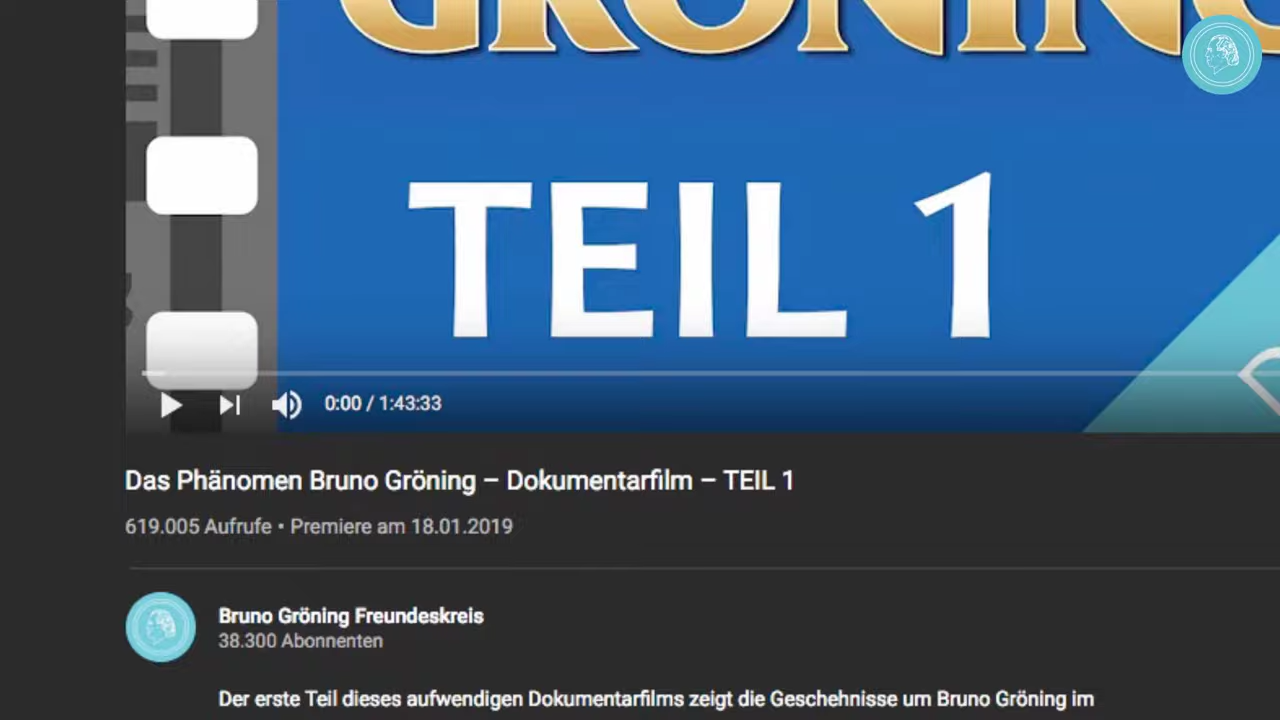 GRÖNING
TEIL 1
0:00 / 1:43:33
Das Phänomen Bruno Gröning – Dokumentarfilm – TEIL 1
619.005 Aufrufe • Premiere am 18.01.2019
Bruno Gröning Freundeskreis
38.300 Abonnenten
Der erste Teil dieses aufwendigen Dokumentarfilms zeigt die Geschehnisse um Bruno Gröning im